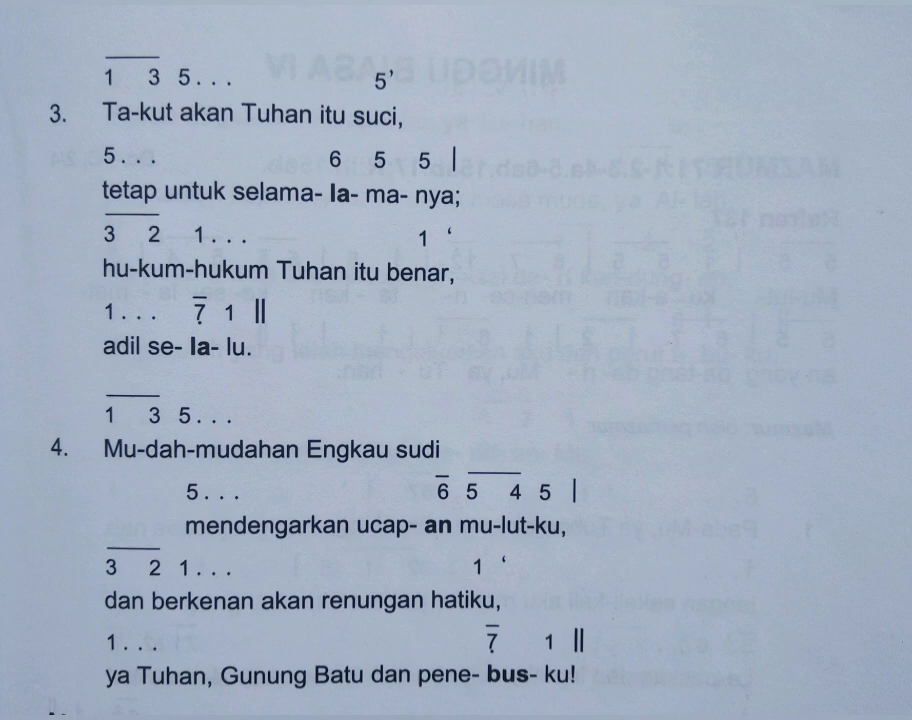 1 3 5 . . . 5'
3. Ta-kut akan Tuhan itu suci,
5 . . . 6 5 5 |
tetap untuk selama- la- ma- nya;
3 2 1 . . . 1 ‘
hu-kum-hukum Tuhan itu benar,
1 . . . 7 1 ||
adil se- la- lu.
1 3 5 . . .
4. Mu-dah-mudahan Engkau sudi
5 . . . 6 5 4 5 |
mendengarkan ucap- an mu-lut-ku,
3 2 1 . . . 1 ‘
dan berkenan akan renungan hatiku,
1 . . . 7 1 ||
ya Tuhan, Gunung Batu dan pene- bus- ku!